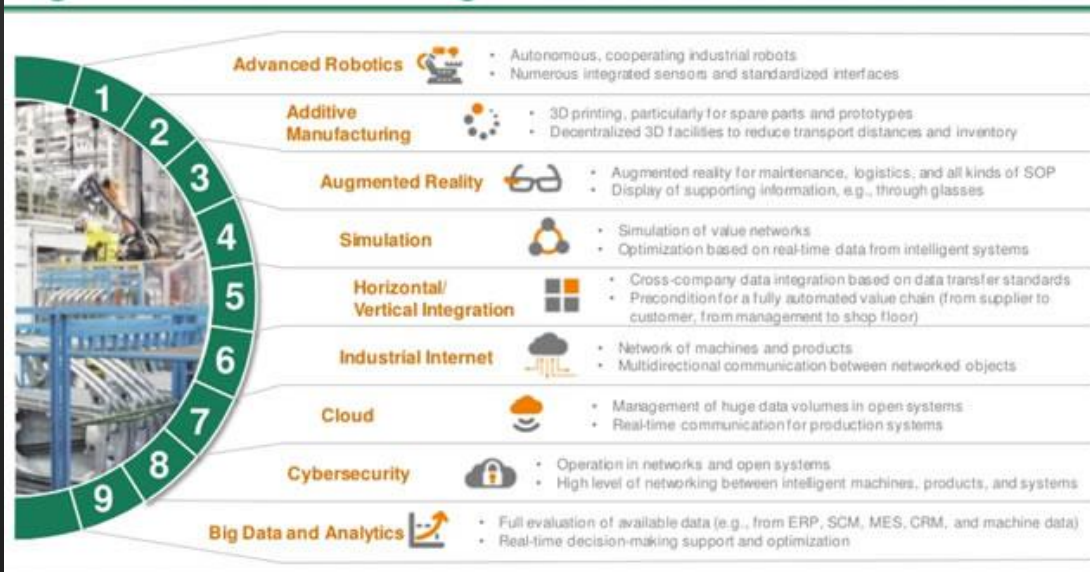 1
Advanced Robotics
• Autonomous, cooperating industrial robots
• Numerous integrated sensors and standardized interfaces
2
Additive
Manufacturing
• 3D printing, particularly for spare parts and prototypes
• Decentralized 3D facilities to reduce transport distances and inventory
3
Augmented Reality
• Augmented reality for maintenance, logistics, and all kinds of SOP
• Display of supporting information, e.g., through glasses
4
Simulation
• Simulation of value networks
• Optimization based on real-time data from intelligent systems
5
Horizontal/
Vertical Integration
• Cross-company data integration based on data transfer standards
• Precondition for a fully automated value chain (from supplier to
customer, from management to shop floor)
6
Industrial Internet
• Network of machines and products
• Multidirectional communication between networked objects
7
Cloud
• Management of huge data volumes in open systems
• Real-time communication for production systems
8
Cybersecurity
• Operation in networks and open systems
• High level of networking between intelligent machines, products, and systems
9
Big Data and Analytics
• Full evaluation of available data (e.g., from ERP, SCM, MES, CRM, and machine data)
• Real-time decision-making support and optimization